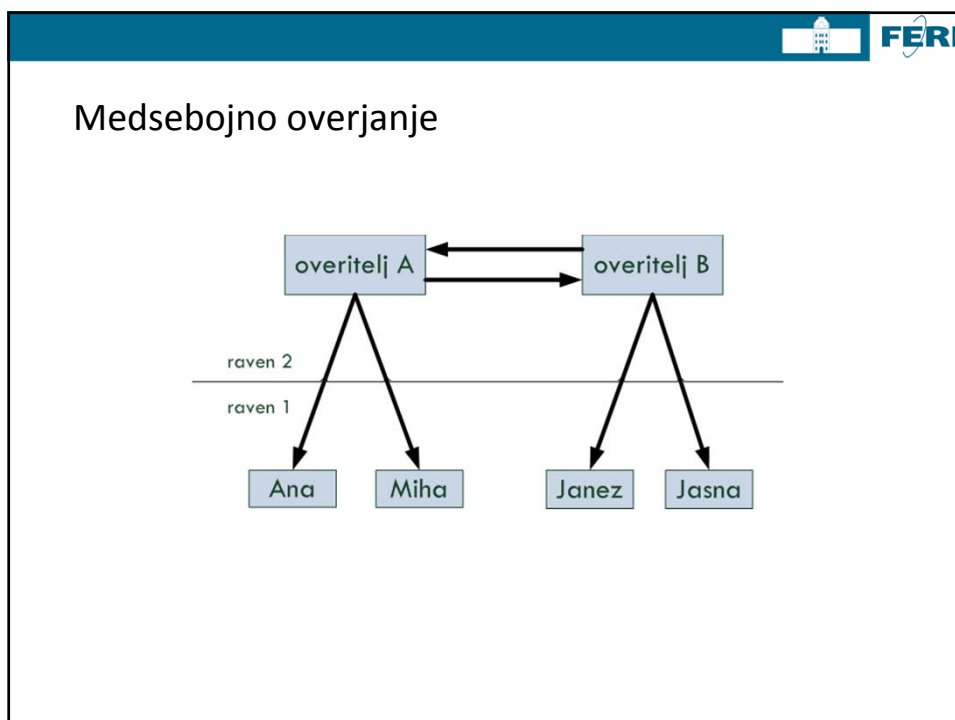 FERI
Medsebojno overjanje
overitelj A
overitelj B
raven 2
raven 1
Ana
Miha
Janez
Jasna